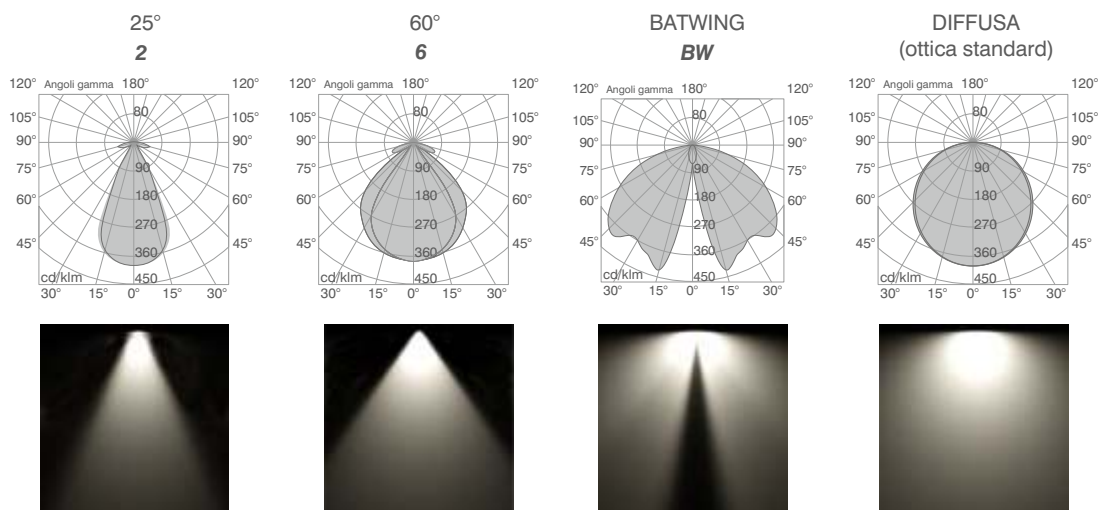 25°
2
120° Angoli gamma 180° 120°
105° 80 105°
90° 90°
75° 90 75°
60° 180 60°
270
45° 360 45°
cd/klm 450
30° 15° 0° 15° 30°
60°
6
120° Angoli gamma 180° 120°
105° 80 105°
90° 90°
75° 90 75°
60° 180 60°
270
45° 360 45°
cd/klm 450
30° 15° 0° 15° 30°
BATWING
BW
120° Angoli gamma 180° 120°
105° 80 105°
90° 90°
75° 90 75°
60° 180 60°
270
45° 360 45°
cd/klm 450
30° 15° 0° 15° 30°
DIFFUSA
(ottica standard)
120° Angoli gamma 180° 120°
105° 80 105°
90° 90°
75° 90 75°
60° 180 60°
270
45° 360 45°
cd/klm 450
30° 15° 0° 15° 30°